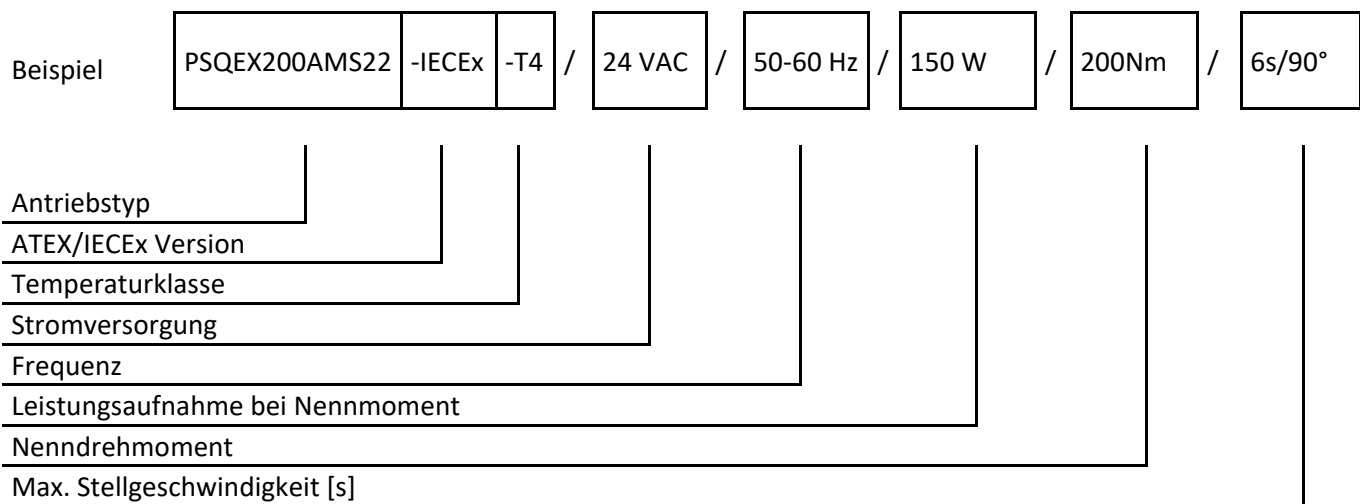 Beispiel PSQEX200AMS22 -IECEx -T4 / 24 VAC / 50-60 Hz / 150 W / 200Nm / 6s/90°
Antriebstyp
ATEX/IECEx Version
Temperaturklasse
Stromversorgung
Frequenz
Leistungsaufnahme bei Nennmoment
Nenndrehmoment
Max. Stellgeschwindigkeit [s]